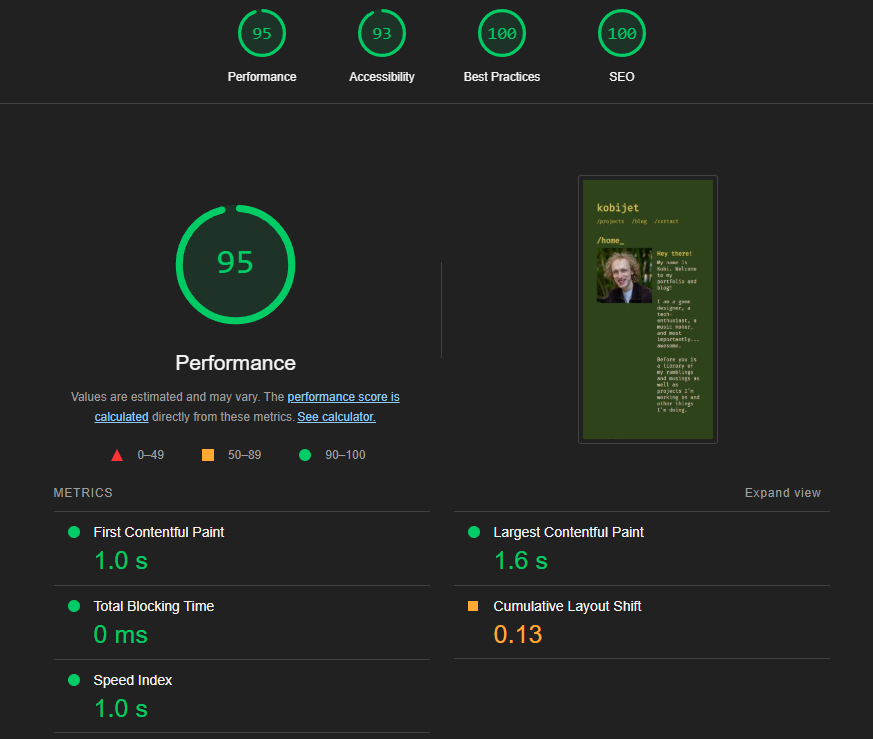 95
93
100
100
Performance
Accessibility
Best Practices
SEO
95
Performance
Values are estimated and may vary. The performance score is
calculated directly from these metrics. See calculator.
0–49
50–89
90–100
kobijet
/projects /blog /contact
/home_
Hey there!
My name is
Kobi. Welcome
to my
portfolio and
blog!
I am a game
designer, a
tech-
enthusiast, a
music maker,
and most
importantly...
awesome.
Before you is
a library of
my ramblings
and musings as
well as
projects I'm
working on and
other things
I'm doing.
METRICS
Expand view
First Contentful Paint
1.0 s
Largest Contentful Paint
1.6 s
Total Blocking Time
0 ms
Cumulative Layout Shift
0.13
Speed Index
1.0 s